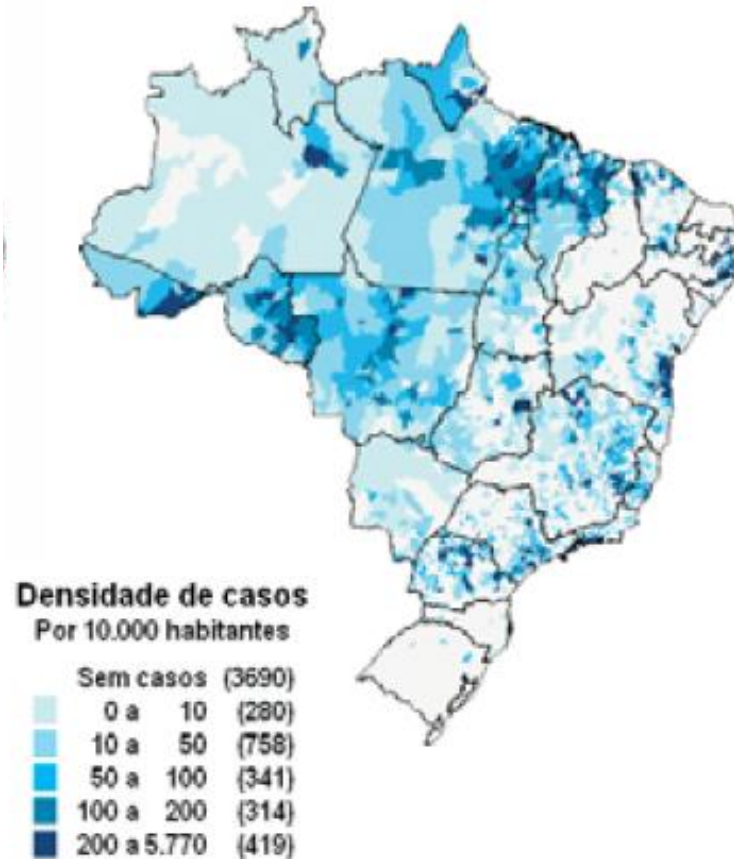 Densidade de casos
Por 10.000 habitantes
Sem casos (3690)
0 a 10 (280)
10 a 50 (758)
50 a 100 (341)
100 a 200 (314)
200 a 5.770 (419)